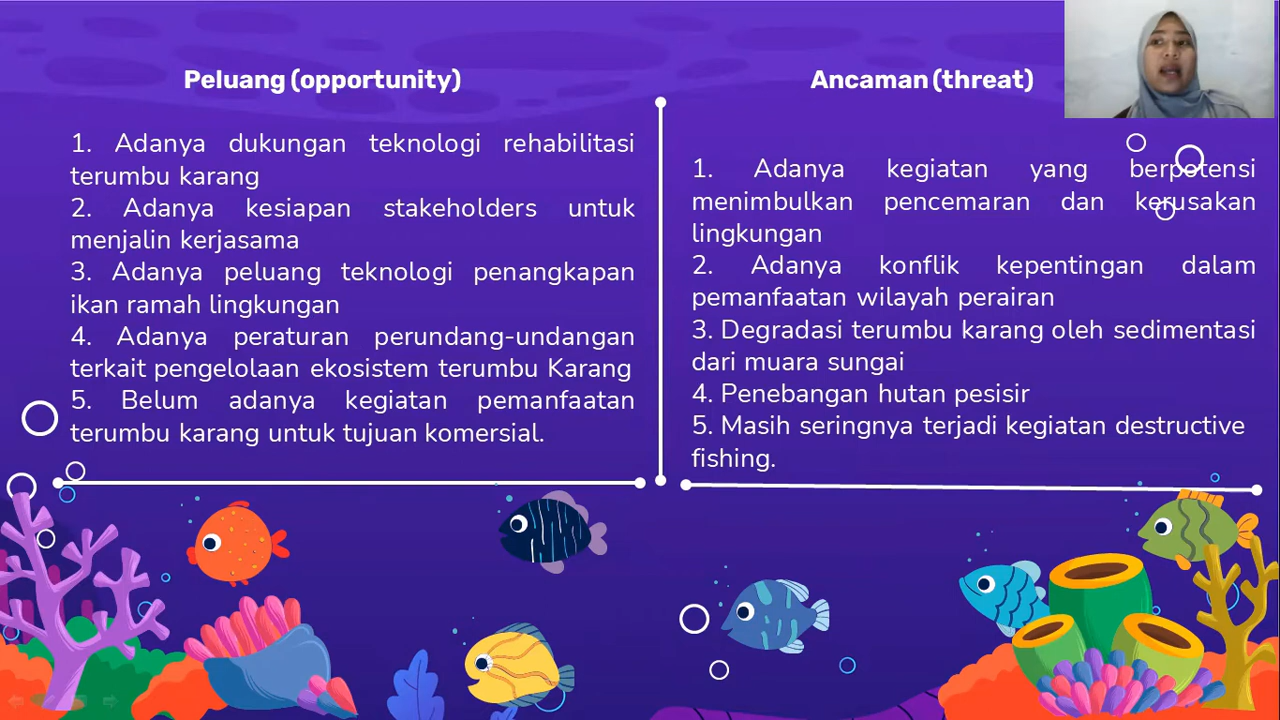 Peluang (opportunity)
1. Adanya dukungan teknologi rehabilitasi
terumbu karang
2. Adanya kesiapan stakeholders untuk
menjalin kerjasama
3. Adanya peluang teknologi penangkapan
ikan ramah lingkungan
4. Adanya peraturan perundang-undangan
terkait pengelolaan ekosistem terumbu Karang
5. Belum adanya kegiatan pemanfaatan
terumbu karang untuk tujuan komersial.
Ancaman (threat)
1. Adanya kegiatan yang berpotensi
menimbulkan pencemaran dan kerusakan
lingkungan
2. Adanya konflik kepentingan dalam
pemanfaatan wilayah perairan
3. Degradasi terumbu karang oleh sedimentasi
dari muara sungai
4. Penebangan hutan pesisir
5. Masih seringnya terjadi kegiatan destructive
fishing.